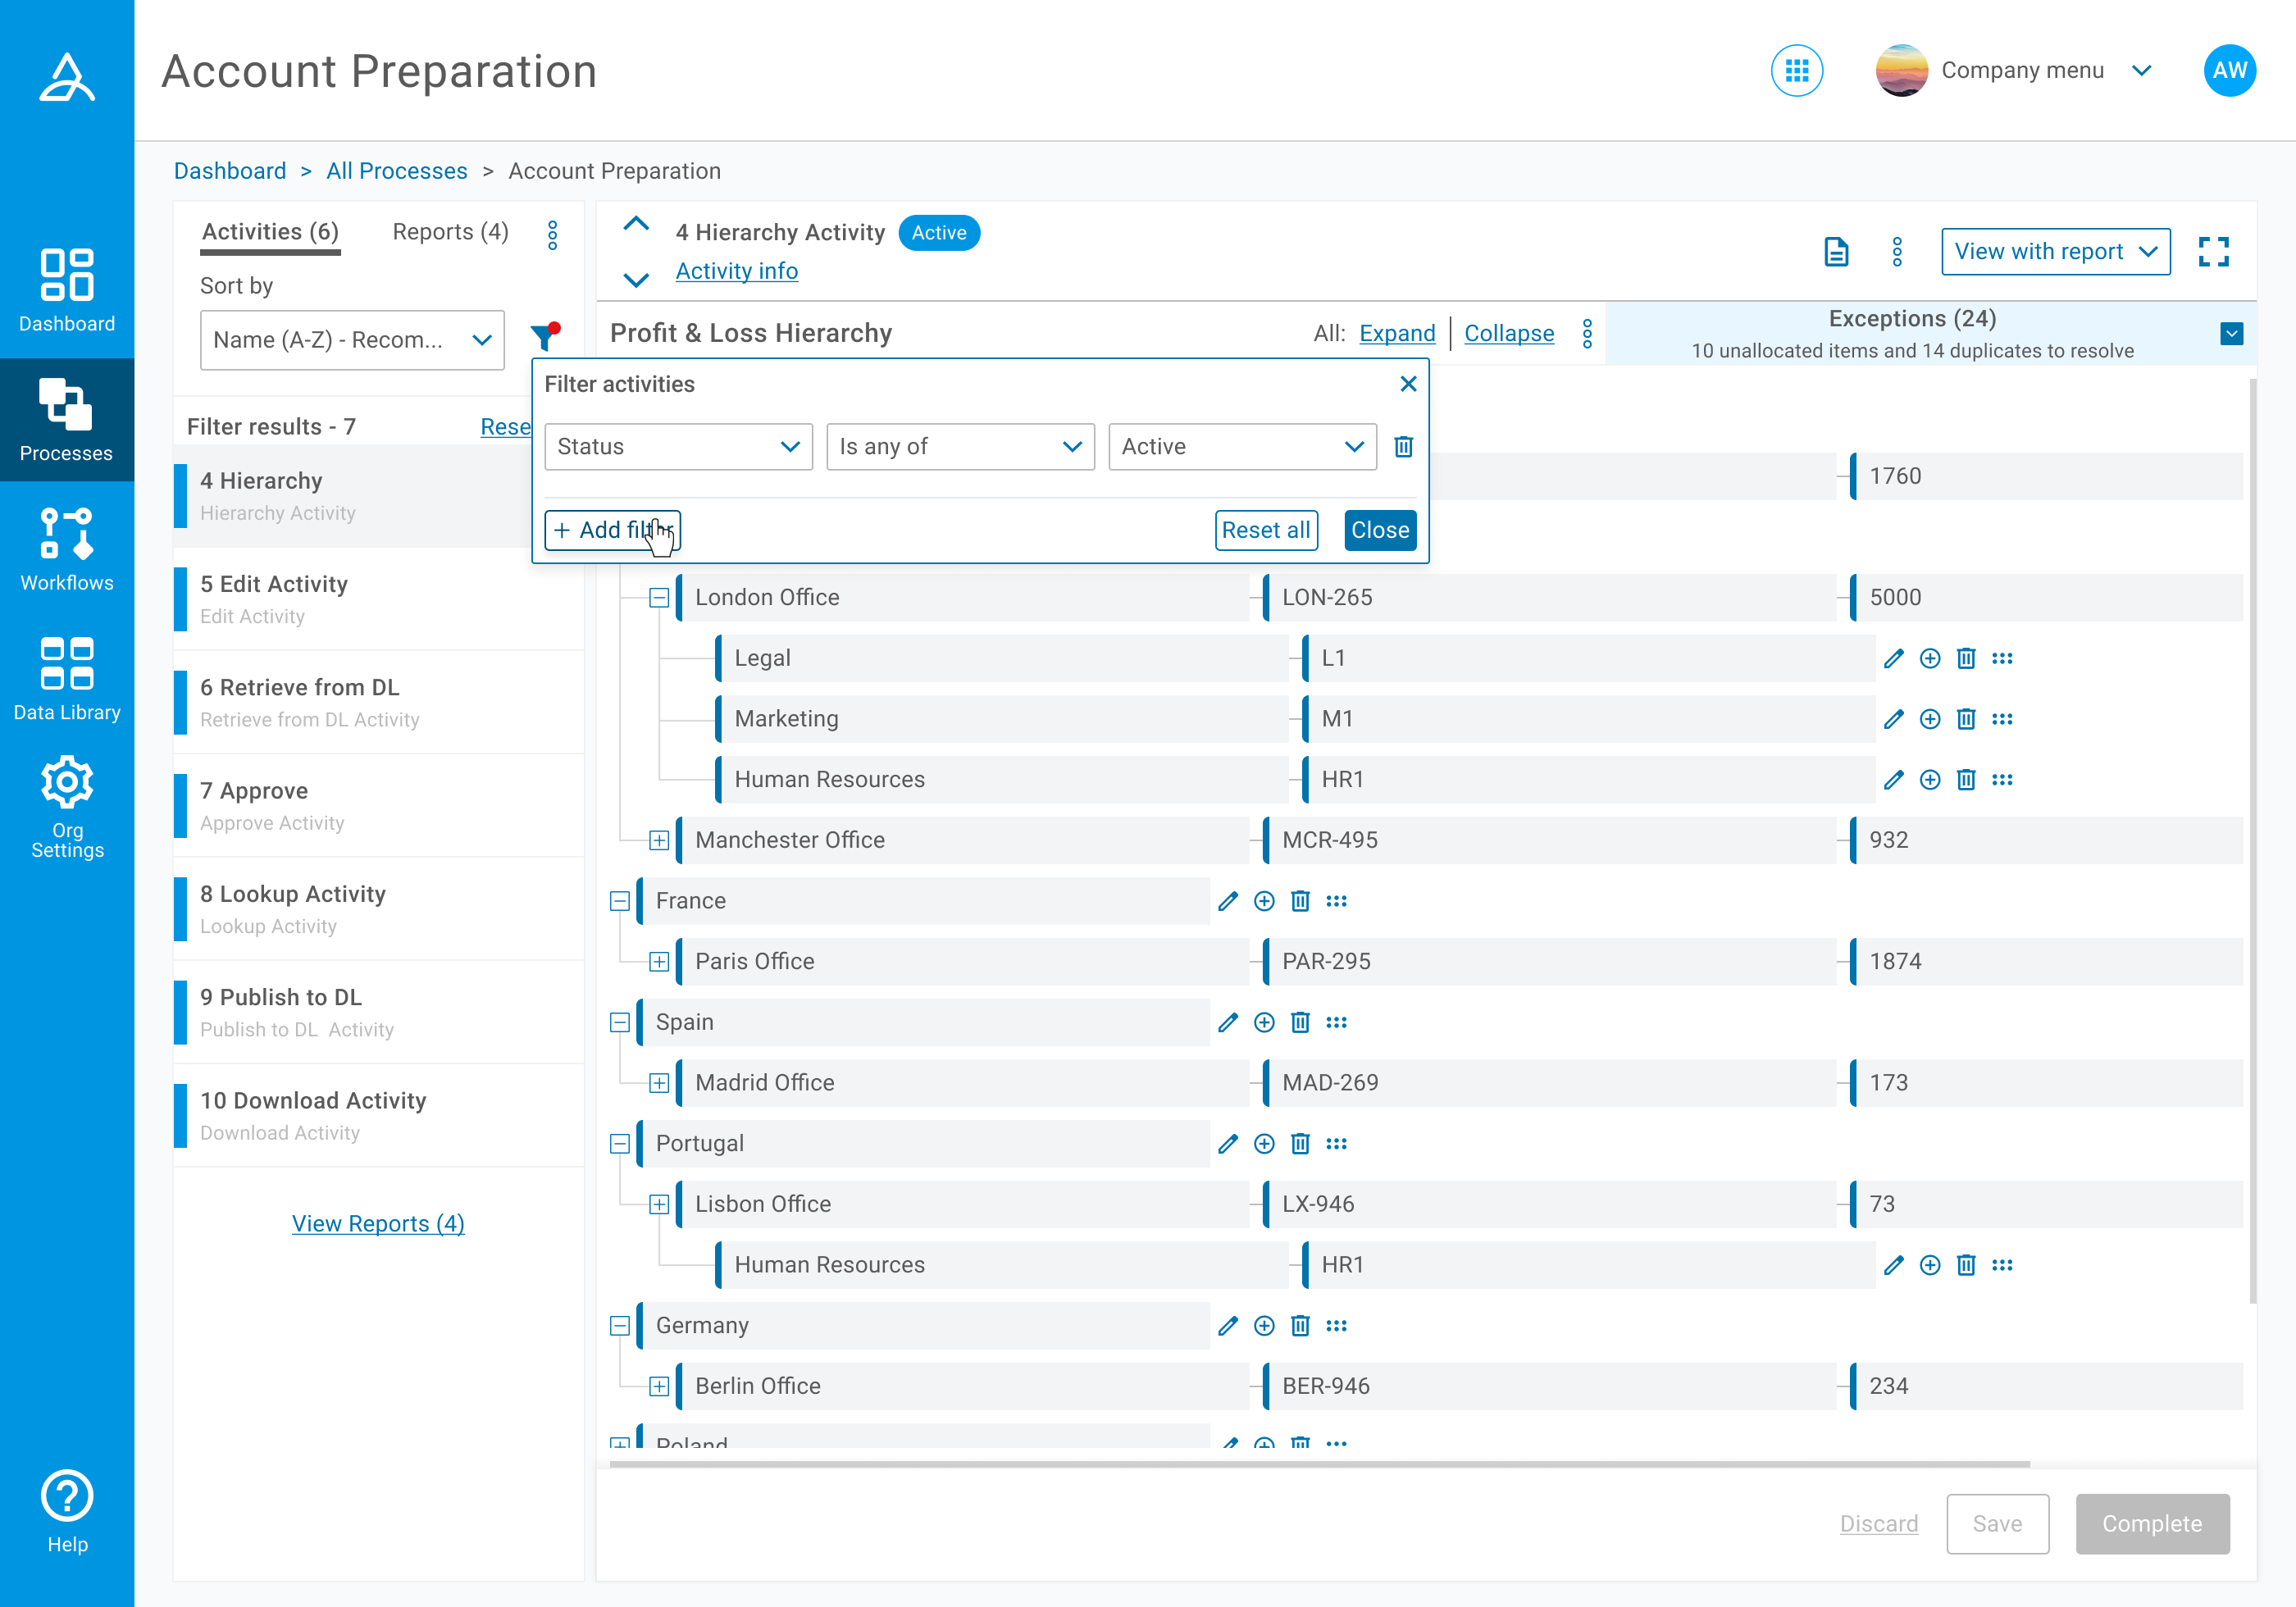 Account Preparation
Company menu
AW
Dashboard > All Processes > Account Preparation
Dashboard
Processes
Workflows
Data Library
Org
Settings
Help
Activities (6)
Reports (4)
Sort by
Name (A-Z) - Recom...
Filter results - 7
Rese
4 Hierarchy
Hierarchy Activity
5 Edit Activity
Edit Activity
6 Retrieve from DL
Retrieve from DL Activity
7 Approve
Approve Activity
8 Lookup Activity
Lookup Activity
9 Publish to DL
Publish to DL Activity
10 Download Activity
Download Activity
View Reports (4)
4 Hierarchy Activity
Active
Activity info
View with report
Profit & Loss Hierarchy
All: Expand | Collapse
Exceptions (24)
10 unallocated items and 14 duplicates to resolve
Filter activities
Status
Is any of
Active
+ Add filter
Reset all
Close
1760
London Office
LON-265
5000
Legal
L1
Marketing
M1
Human Resources
HR1
Manchester Office
MCR-495
932
France
Paris Office
PAR-295
1874
Spain
Madrid Office
MAD-269
173
Portugal
Lisbon Office
LX-946
73
Human Resources
HR1
Germany
Berlin Office
BER-946
234
Poland
Discard
Save
Complete